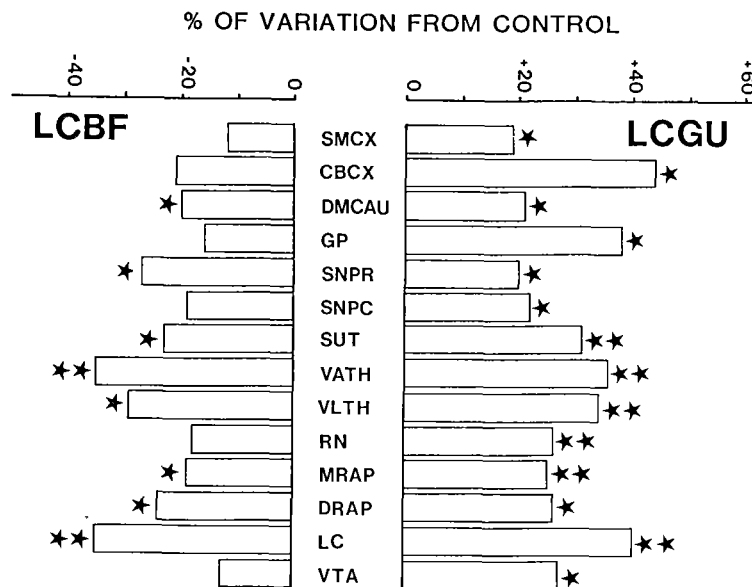 % OF VARIATION FROM CONTROL
-40 -20 0 0 +20 +40 +60
LCBF LCGU
SMCX ★
CBCX ★
★ DMCAU ★
GP ★
★ SNPR ★
SNPC ★
★ SUT ★★
★★ VATH ★★
★ VLTH ★★
RN ★★
★ MRAP ★★
★ DRAP ★
★★ LC ★★
VTA ★